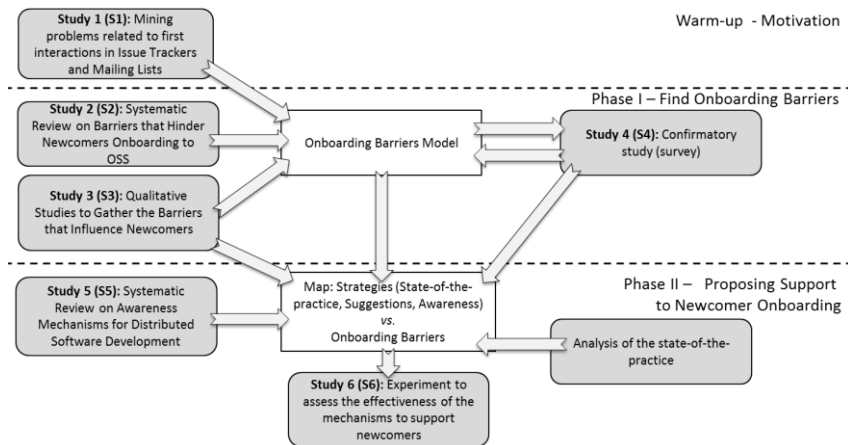 Study 1 (S1): Mining
problems related to first
interactions in Issue Trackers
and Mailing Lists
Warm-up - Motivation
Phase I – Find Onboarding Barriers
Study 2 (S2): Systematic
Review on Barriers that Hinder
Newcomers Onboarding to
OSS
Onboarding Barriers Model
Study 4 (S4): Confirmatory
study (survey)
Study 3 (S3): Qualitative
Studies to Gather the Barriers
that Influence Newcomers
Phase II – Proposing Support
to Newcomer Onboarding
Study 5 (S5): Systematic
Review on Awareness
Mechanisms for Distributed
Software Development
Map: Strategies (State-of-the-
practice, Suggestions, Awareness)
vs.
Onboarding Barriers
Analysis of the state-of-the-
practice
Study 6 (S6): Experiment to
assess the effectiveness of the
mechanisms to support
newcomers